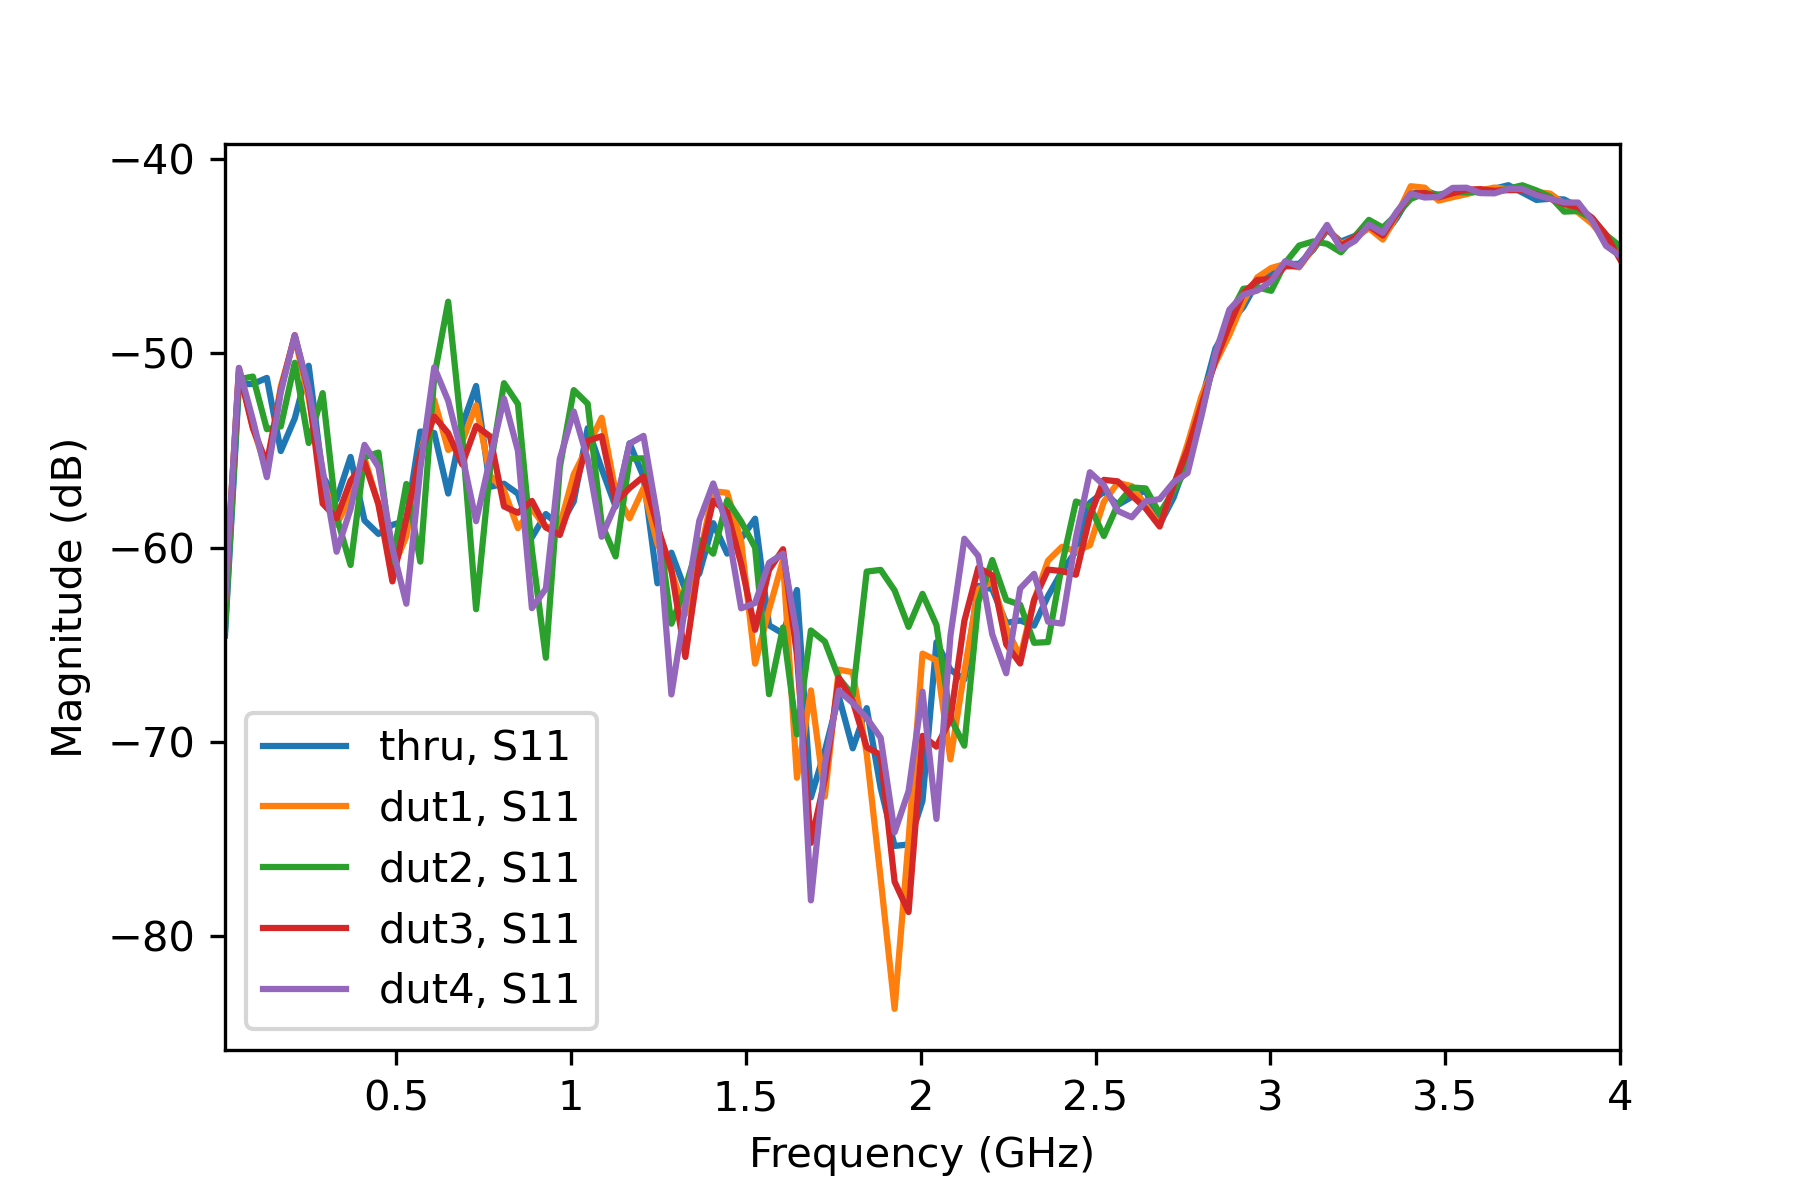 −40
−50
−60
−70
−80
Magnitude (dB)
thru, S11
dut1, S11
dut2, S11
dut3, S11
dut4, S11
0.5 1 1.5 2 2.5 3 3.5 4
Frequency (GHz)